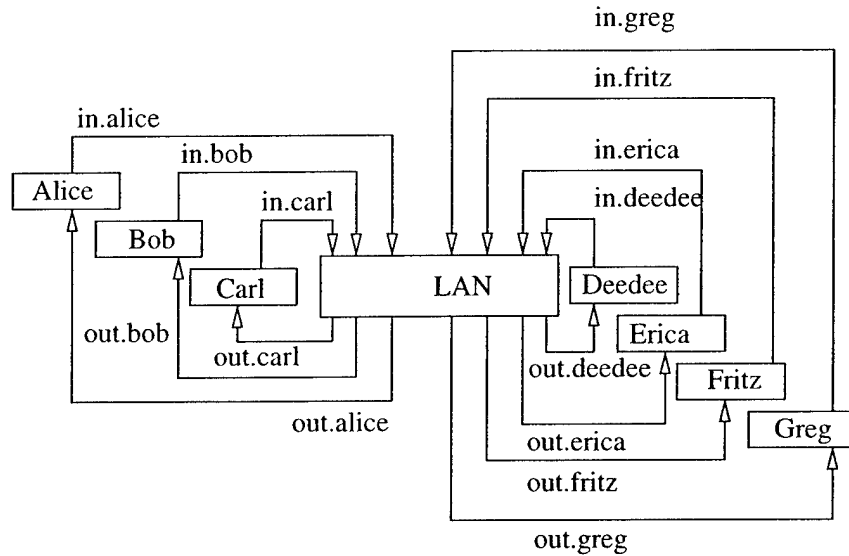 in.greg
in.fritz
in.alice
in.bob
in.erica
Alice
in.carl
in.deedee
Bob
Carl
LAN
Deedee
out.bob
Erica
out.carl
out.deedee
Fritz
out.alice
Greg
out.erica
out.fritz
out.greg